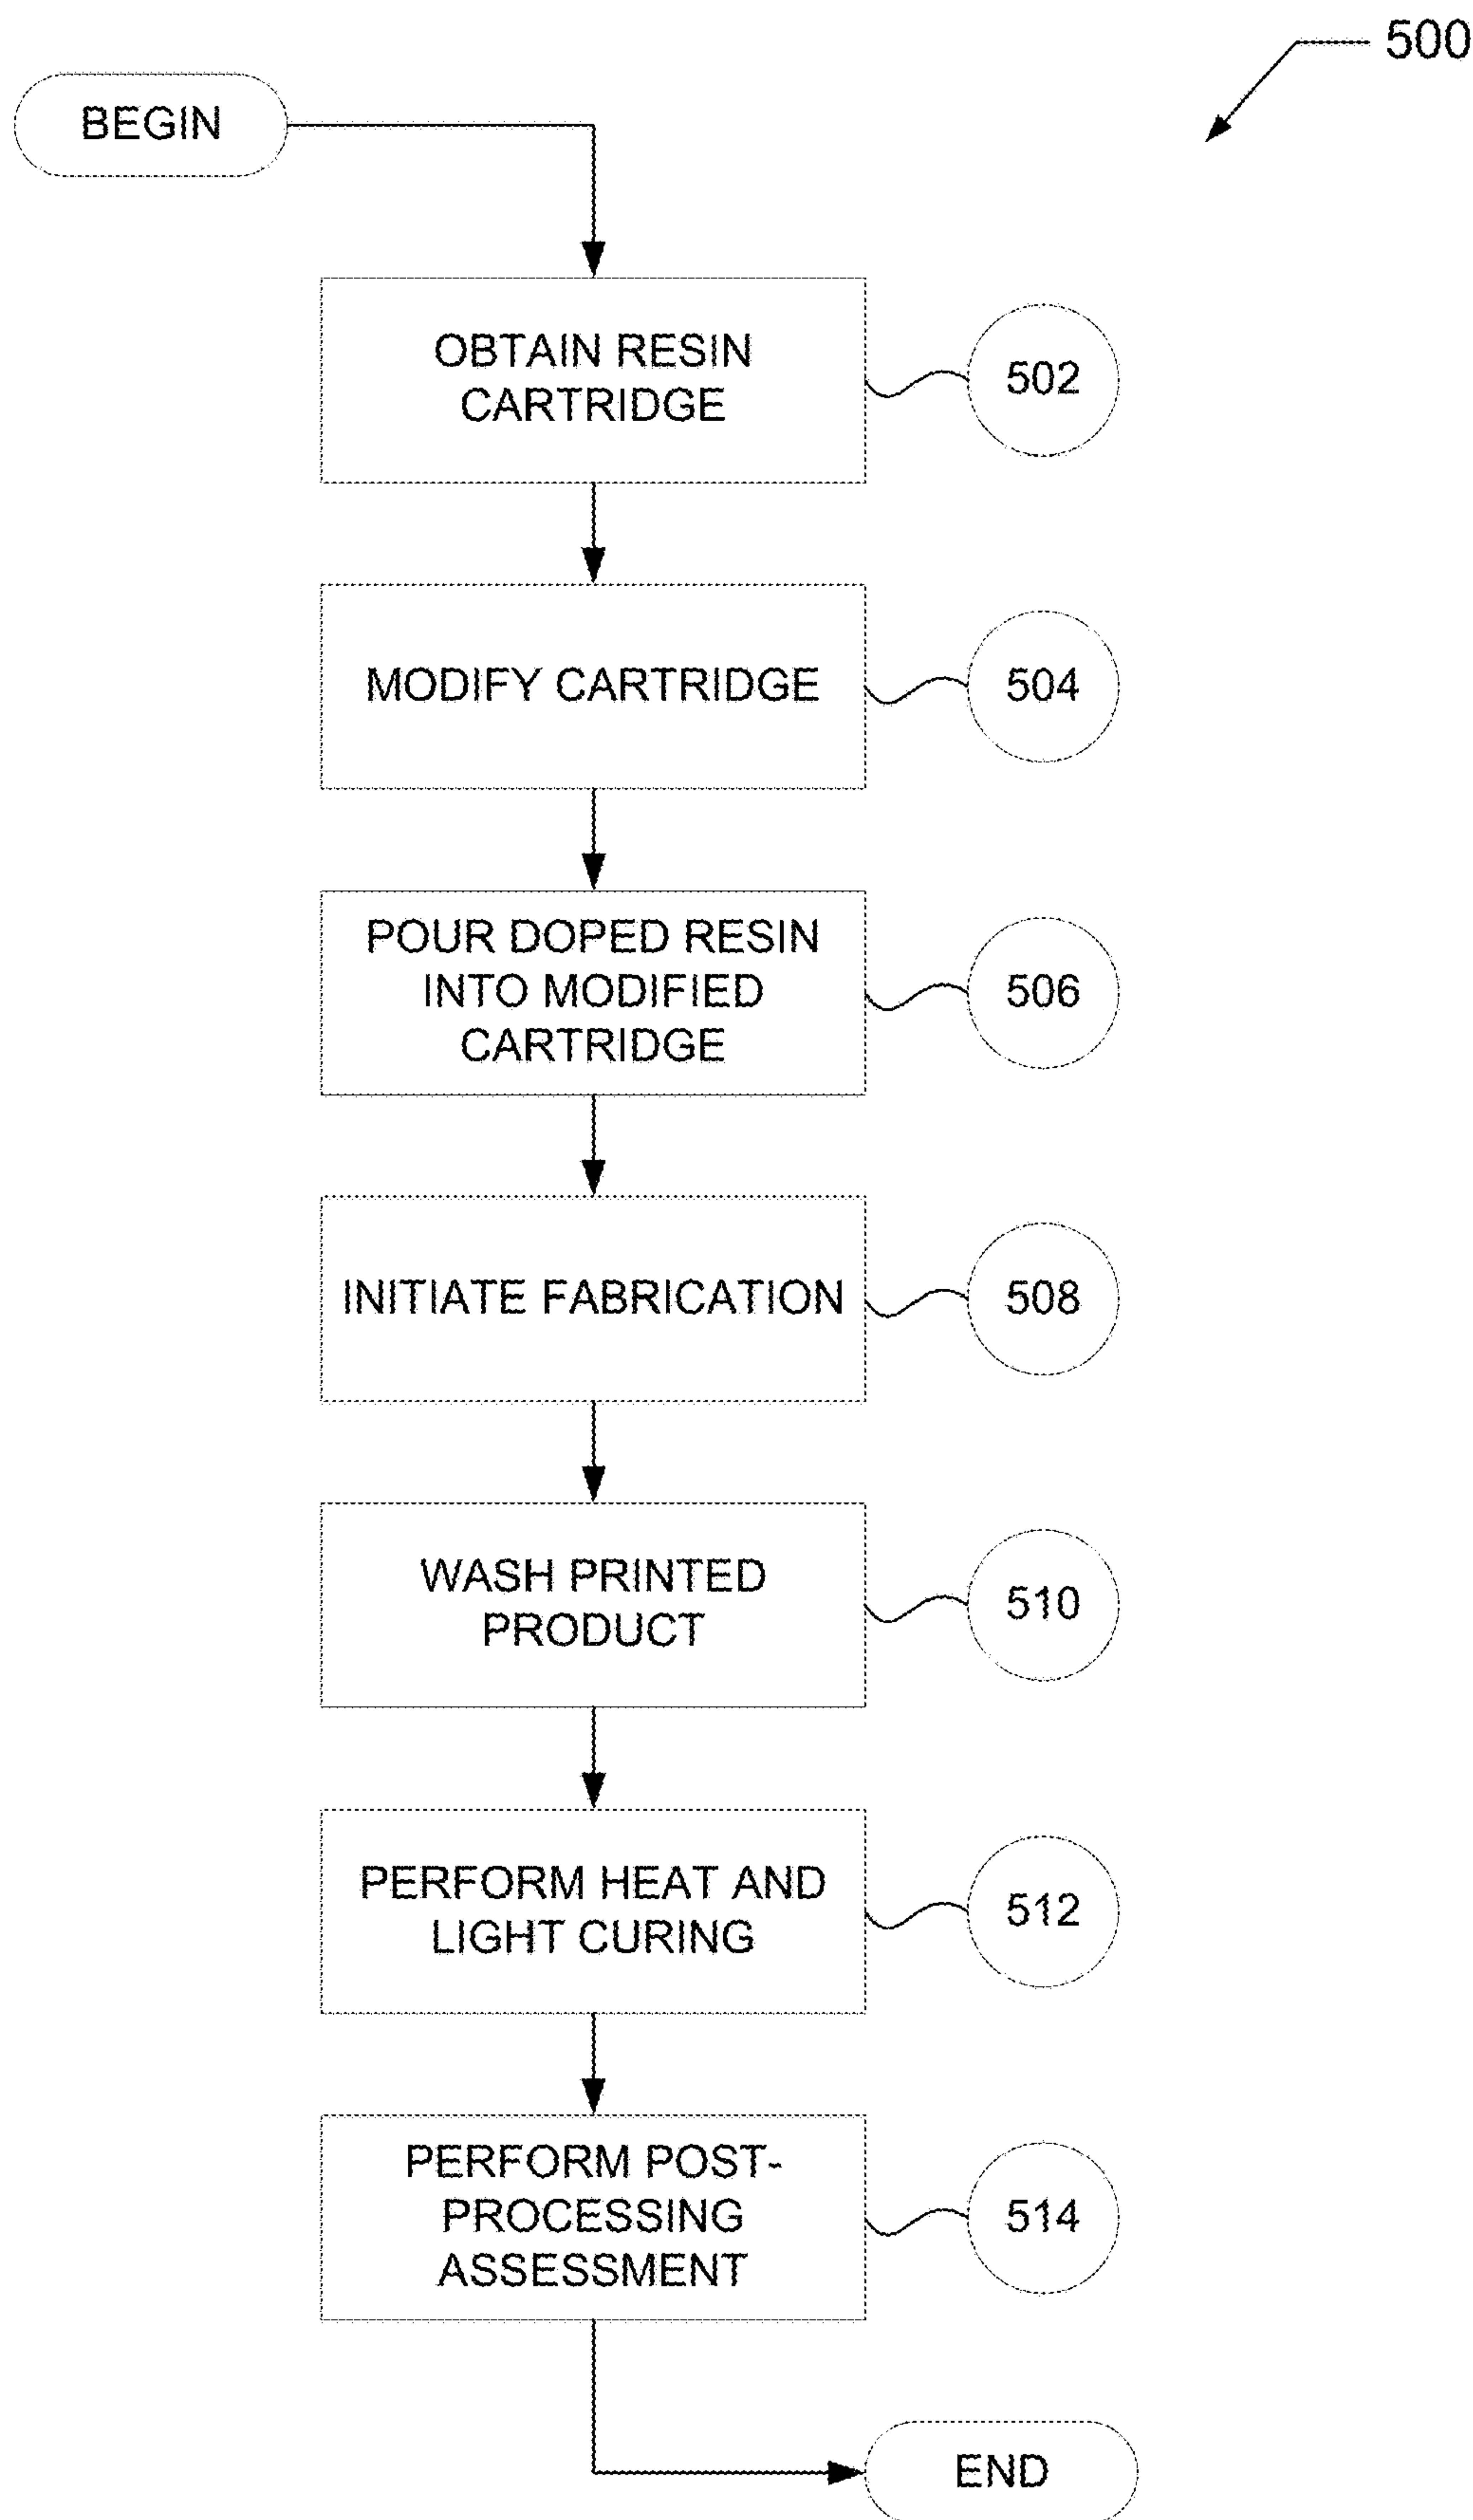 500
BEGIN
OBTAIN RESIN
CARTRIDGE
502
MODIFY CARTRIDGE
504
POUR DOPED RESIN
INTO MODIFIED
CARTRIDGE
506
INITIATE FABRICATION
508
WASH PRINTED
PRODUCT
510
PERFORM HEAT AND
LIGHT CURING
512
PERFORM POST-
PROCESSING
ASSESSMENT
514
END